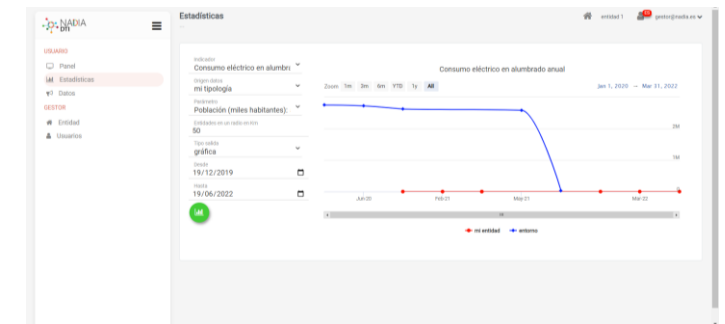 NADIA
bfi
Estadísticas
entidad 1
gestor@nadia.es
USUARIO
Panel
Estadísticas
Datos
GESTOR
Entidad
Usuarios
Indicador
Consumo eléctrico en alumbra
Origen datos
mi tipología
Parámetro
Población (miles habitantes):
Entidades en un radio en Km
50
Tipo salida
gráfica
Desde
19/12/2019
Hasta
19/06/2022
Consumo eléctrico en alumbrado anual
Zoom 1m 3m 6m YTD 1y All
Jan 1, 2020 → Mar 31, 2022
2M
1M
0
Jun-20 Feb-21 May-21 Mar-22
mi entidad entorno